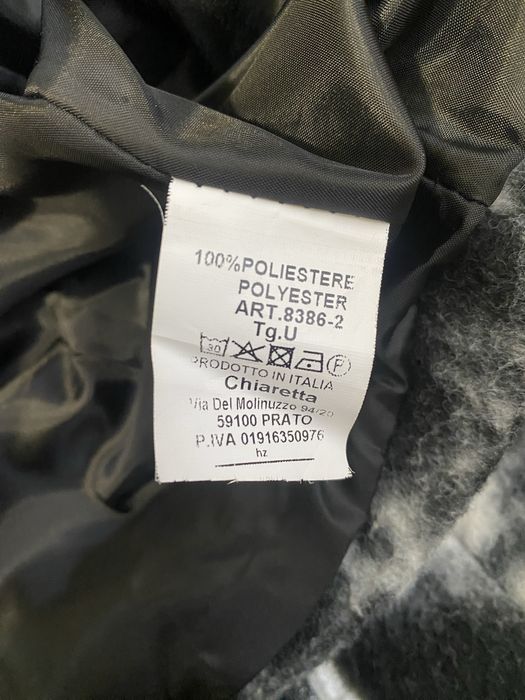 100%POLIESTERE
POLYESTER
ART.8386-2
Tg.U
30 P
PRODOTTO IN ITALIA
Chiaretta
Via Del Molinuzzo 94/20
59100 PRATO
P.IVA 01916350976
hz